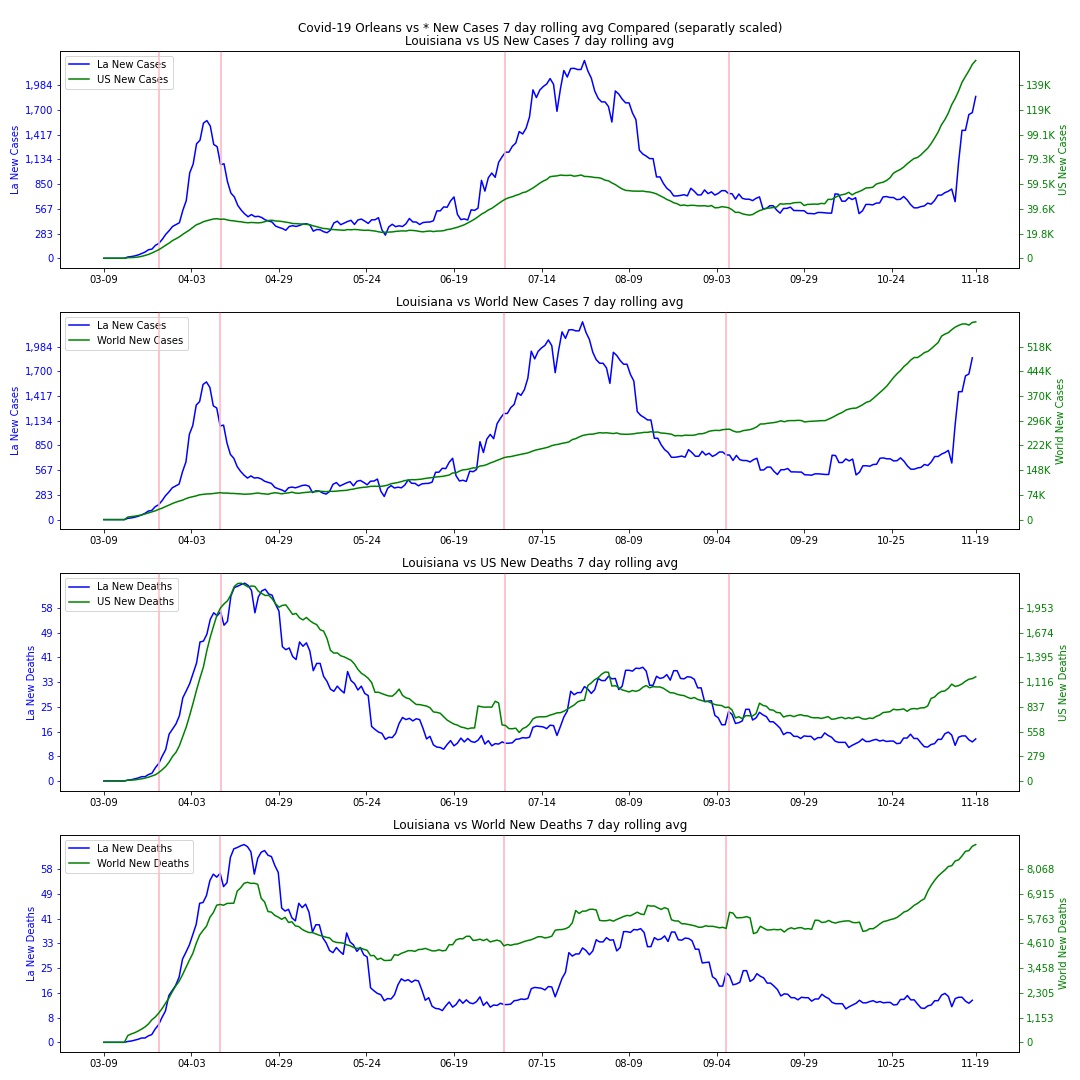 Covid-19 Orleans vs * New Cases 7 day rolling avg Compared (separatly scaled)
Louisiana vs US New Cases 7 day rolling avg
La New Cases
US New Cases
1,984
1,700
1,417
1,134
850
567
283
0
La New Cases
139K
119K
99.1K
79.3K
59.5K
39.6K
19.8K
0
US New Cases
03-09 04-03 04-29 05-24 06-19 07-14 08-09 09-03 09-29 10-24 11-18
Louisiana vs World New Cases 7 day rolling avg
La New Cases
World New Cases
1,984
1,700
1,417
1,134
850
567
283
0
La New Cases
518K
444K
370K
296K
222K
148K
74K
0
World New Cases
03-09 04-03 04-29 05-24 06-19 07-15 08-09 09-04 09-29 10-25 11-19
Louisiana vs US New Deaths 7 day rolling avg
La New Deaths
US New Deaths
58
49
41
33
25
16
8
0
La New Deaths
1,953
1,674
1,395
1,116
837
558
279
0
US New Deaths
03-09 04-03 04-29 05-24 06-19 07-14 08-09 09-03 09-29 10-24 11-18
Louisiana vs World New Deaths 7 day rolling avg
La New Deaths
World New Deaths
58
49
41
33
25
16
8
0
La New Deaths
8,068
6,915
5,763
4,610
3,458
2,305
1,153
0
World New Deaths
03-09 04-03 04-29 05-24 06-19 07-15 08-09 09-04 09-29 10-25 11-19